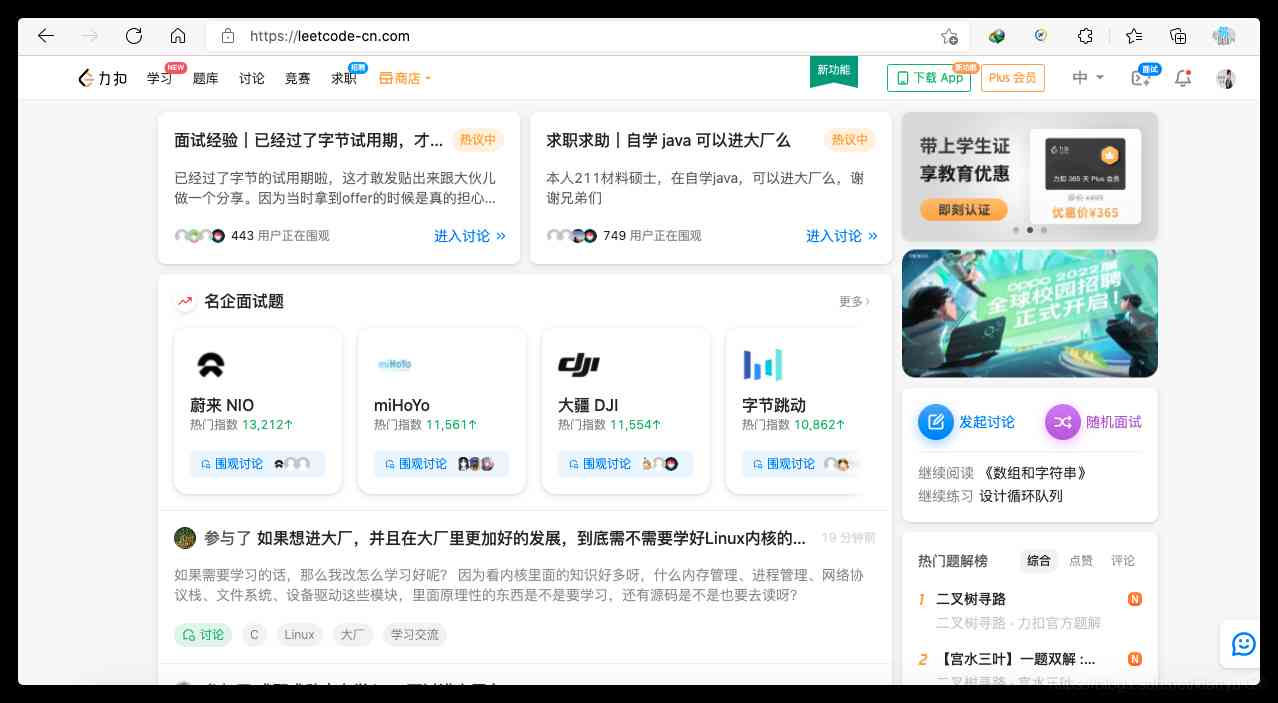 https://leetcode-cn.com
力扣 学习 NEW 题库 讨论 竞赛 求职 招聘 商店 新功能 下载 App 新功能 Plus 会员 中 面试
面试经验｜已经过了字节试用期，才... 热议中
已经过了字节的试用期啦，这才敢发贴出来跟大伙儿
做一个分享。因为当时拿到offer的时候是真的担心...
443 用户正在围观 进入讨论 »
求职求助｜自学 java 可以进大厂么 热议中
本人211材料硕士，在自学java，可以进大厂么，谢
谢兄弟们
749 用户正在围观 进入讨论 »
名企面试题 更多 ›
蔚来 NIO
热门指数 13,212↑
围观讨论
miHoYo
miHoYo
热门指数 11,561↑
围观讨论
dji
大疆 DJI
热门指数 11,554↑
围观讨论
字节跳动
热门指数 10,862↑
围观讨论
参与了 如果想进大厂，并且在大厂里更加好的发展，到底需不需要学好Linux内核的... 19 分钟前
如果需要学习的话，那么我改怎么学习好呢？ 因为看内核里面的知识好多呀，什么内存管理、进程管理、网络协
议栈、文件系统、设备驱动这些模块，里面原理性的东西是不是要学习，还有源码是不是也要去读呀？
讨论 C Linux 大厂 学习交流
带上学生证
享教育优惠
即刻认证
力扣
力扣 365 天 Plus 会员
优惠价¥365
OPPO 2022届
全球校园招聘
正式开启！
发起讨论 随机面试
继续阅读 《数组和字符串》
继续练习 设计循环队列
热门题解榜 综合 点赞 评论
1 二叉树寻路 N
二叉树寻路 - 力扣官方题解
2 【宫水三叶】一题双解 :... N
二叉树寻路 - 宫水三叶